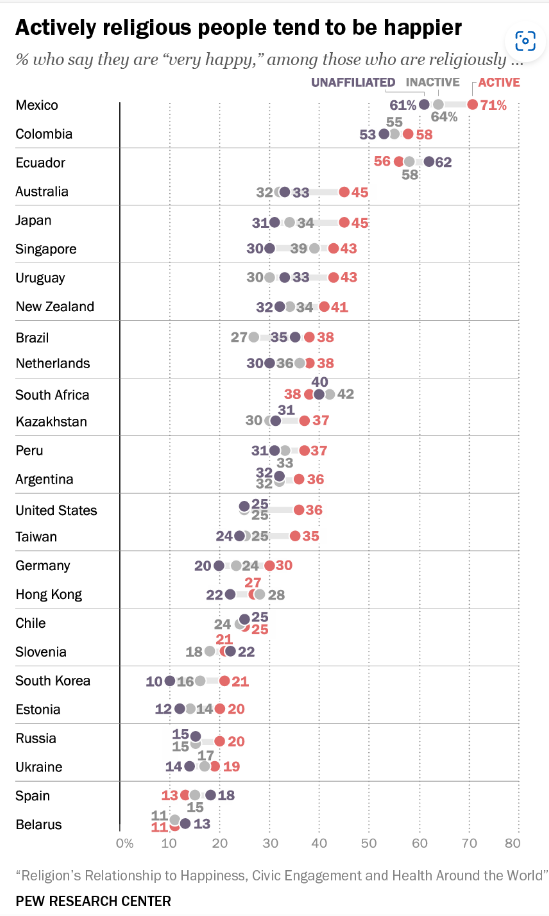 Actively religious people tend to be happier
% who say they are “very happy,” among those who are religiously ...
UNAFFILIATED INACTIVE ACTIVE
Mexico 61% 64% 71%
Colombia 53 55 58
Ecuador 56 58 62
Australia 32 33 45
Japan 31 34 45
Singapore 30 39 43
Uruguay 30 33 43
New Zealand 32 34 41
Brazil 27 35 38
Netherlands 30 36 38
South Africa 38 40 42
Kazakhstan 30 31 37
Peru 31 33 37
Argentina 32 32 36
United States 25 25 36
Taiwan 24 25 35
Germany 20 24 30
Hong Kong 22 27 28
Chile 24 25 25
Slovenia 18 21 22
South Korea 10 16 21
Estonia 12 14 20
Russia 15 15 20
Ukraine 14 17 19
Spain 13 15 18
Belarus 11 11 13
0% 10 20 30 40 50 60 70 80
“Religion’s Relationship to Happiness, Civic Engagement and Health Around the World”
PEW RESEARCH CENTER